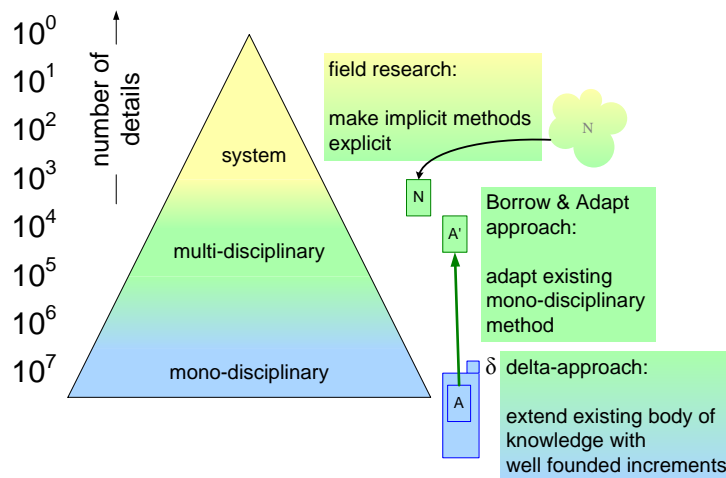 10^0
10^1
10^2
10^3
10^4
10^5
10^6
10^7
number of
details
system
multi-disciplinary
mono-disciplinary
field research:
make implicit methods
explicit
N
N
A'
Borrow & Adapt
approach:
adapt existing
mono-disciplinary
method
A
δ
delta-approach:
extend existing body of
knowledge with
well founded increments